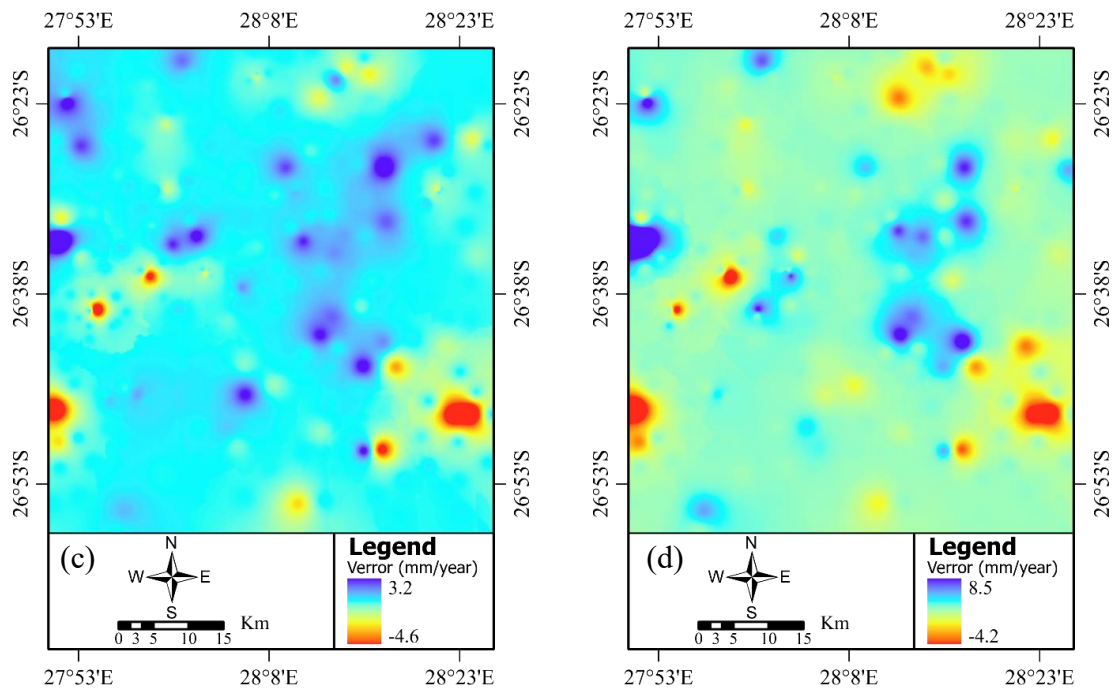 27°53'E 28°8'E 28°23'E 27°53'E 28°8'E 28°23'E
26°23'S 26°23'S 26°23'S 26°23'S
26°38'S 26°38'S 26°38'S 26°38'S
26°53'S 26°53'S 26°53'S 26°53'S
(c) N Legend (d) N Legend
Verror (mm/year) Verror (mm/year)
W E 3.2 W E 8.5
S S
Km -4.6 Km -4.2
0 3 5 10 15 0 3 5 10 15
27°53'E 28°8'E 28°23'E 27°53'E 28°8'E 28°23'E